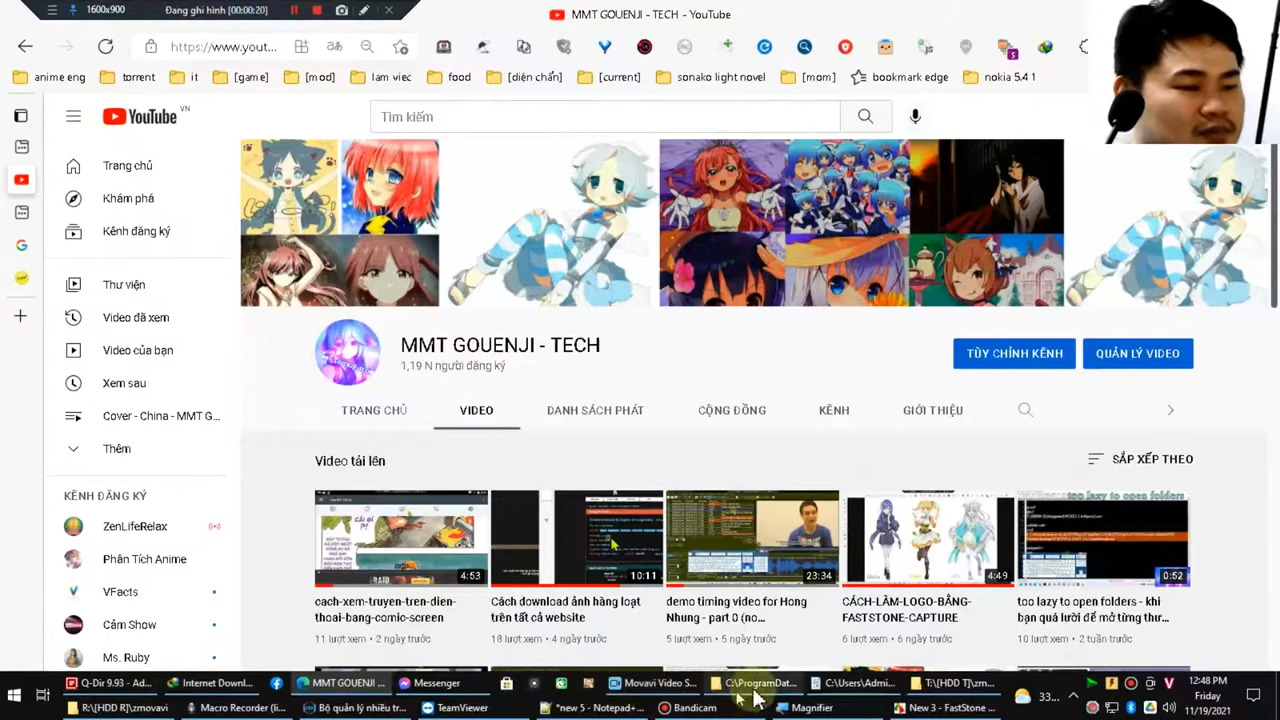 1600x900 Đang ghi hình [00:00:20]
MMT GOUENJI - TECH - YouTube
https://www.yout...
anime eng torrent it [game] [mod] lam viec food [diện chẩn] [current] sonako light novel [mom] bookmark edge nokia 5.4 1
YouTube VN
Tìm kiếm
Trang chủ
Khám phá
Kênh đăng ký
Thư viện
Video đã xem
Video của bạn
Xem sau
Cover - China - MMT G...
Thêm
KÊNH ĐĂNG KÝ
ZenLifeRelax
Phân Tích Anime
VFacts
Cảm Show
Ms. Ruby
MMT GOUENJI - TECH
1,19 N người đăng ký
TÙY CHỈNH KÊNH QUẢN LÝ VIDEO
TRANG CHỦ VIDEO DANH SÁCH PHÁT CỘNG ĐỒNG KÊNH GIỚI THIỆU
Video tải lên SẮP XẾP THEO
too lazy to open folders
4:53 10:11 23:34 4:49 0:52
cach-xem-truyen-tren-dien-thoai-bang-comic-screen
11 lượt xem • 2 ngày trước
Cách download ảnh hàng loạt trên tất cả website
18 lượt xem • 4 ngày trước
demo timing video for Hong Nhung - part 0 (no...
5 lượt xem • 5 ngày trước
CÁCH-LÀM-LOGO-BẰNG-FASTSTONE-CAPTURE
6 lượt xem • 6 ngày trước
too lazy to open folders - khi bạn quá lười để mở từng thư...
10 lượt xem • 2 tuần trước
Q-Dir 9.93 - Ad... Internet Downl... MMT GOUENJI ... Messenger Movavi Video S... C:\ProgramDat... C:\Users\Admi... T:\[HDD T]\zm... 33... 12:48 PM
Friday
R:\[HDD R]\zmovavi Macro Recorder (li... Bộ quản lý nhiều tr... TeamViewer *new 5 - Notepad+... Bandicam Magnifier New 3 - FastStone ... 11/19/2021